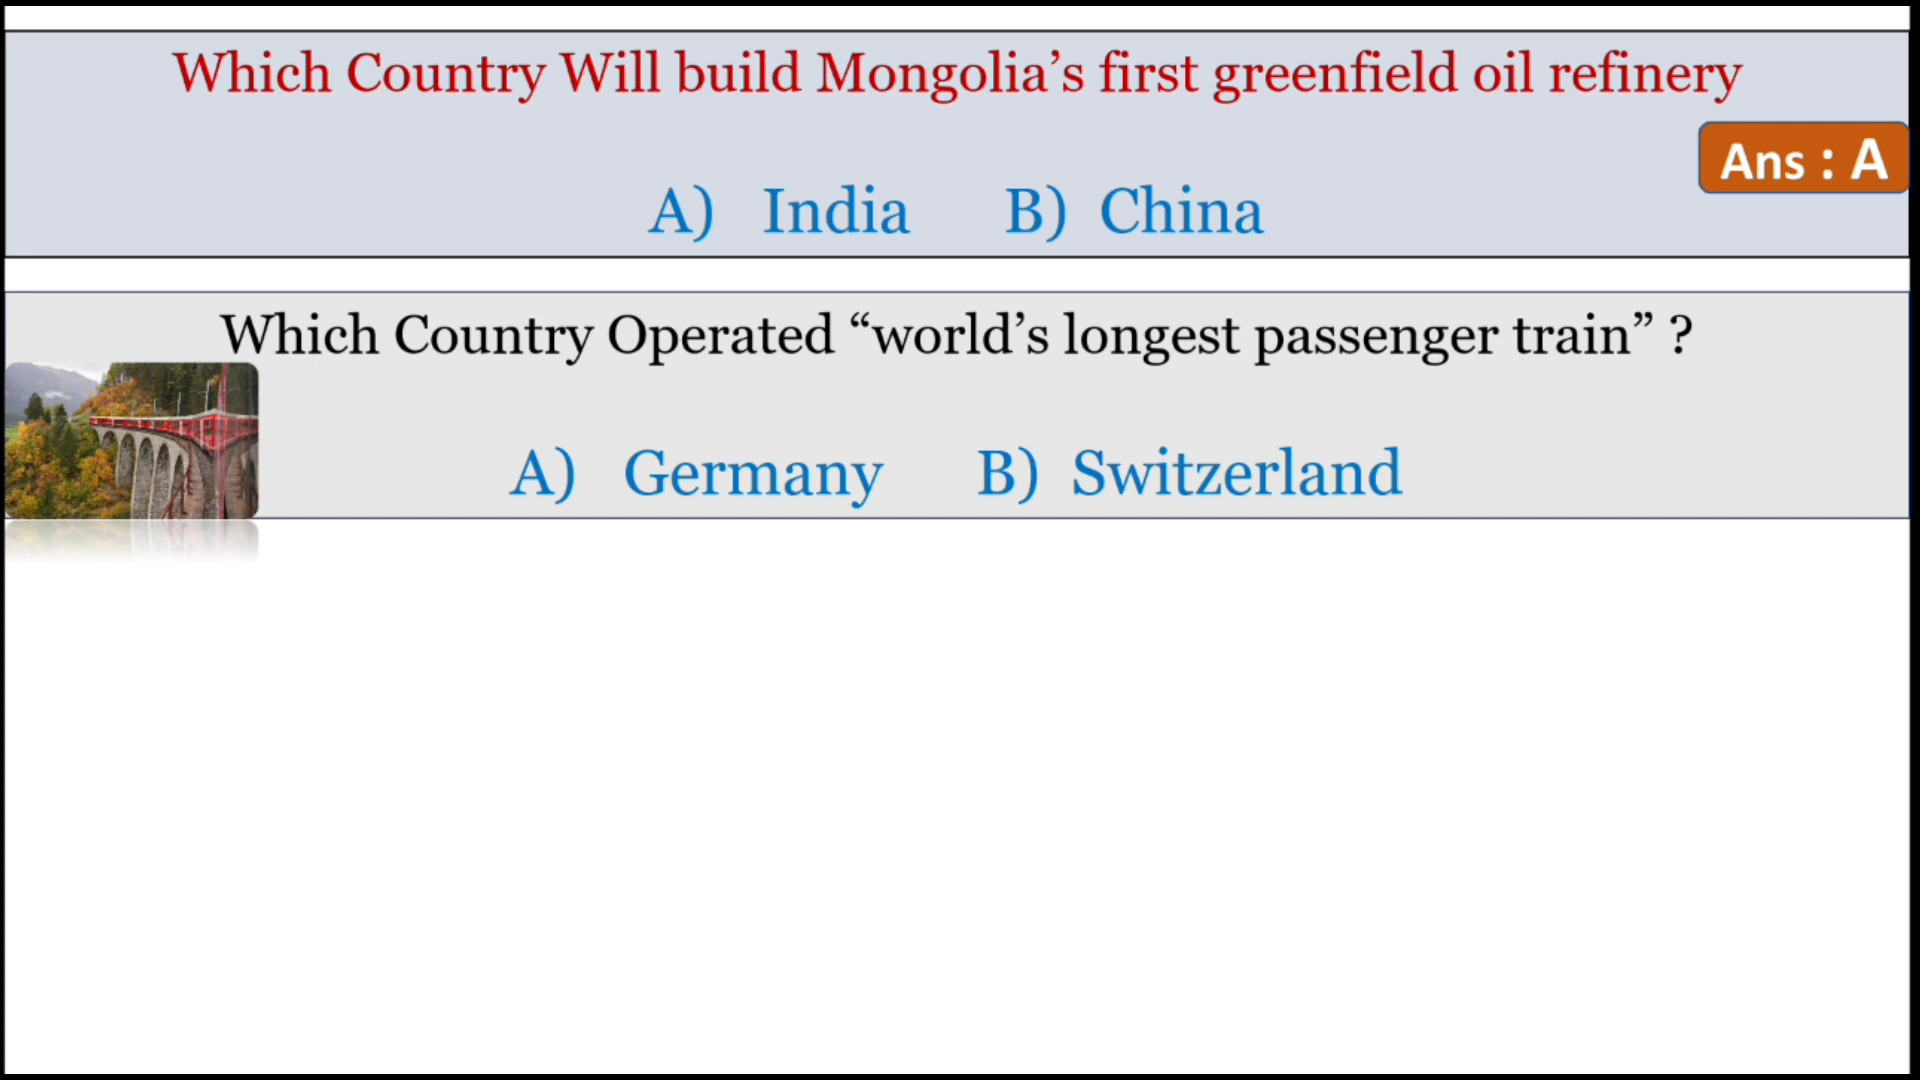 Which Country Will build Mongolia’s first greenfield oil refinery
Ans : A
A) India B) China
Which Country Operated “world’s longest passenger train” ?
A) Germany B) Switzerland